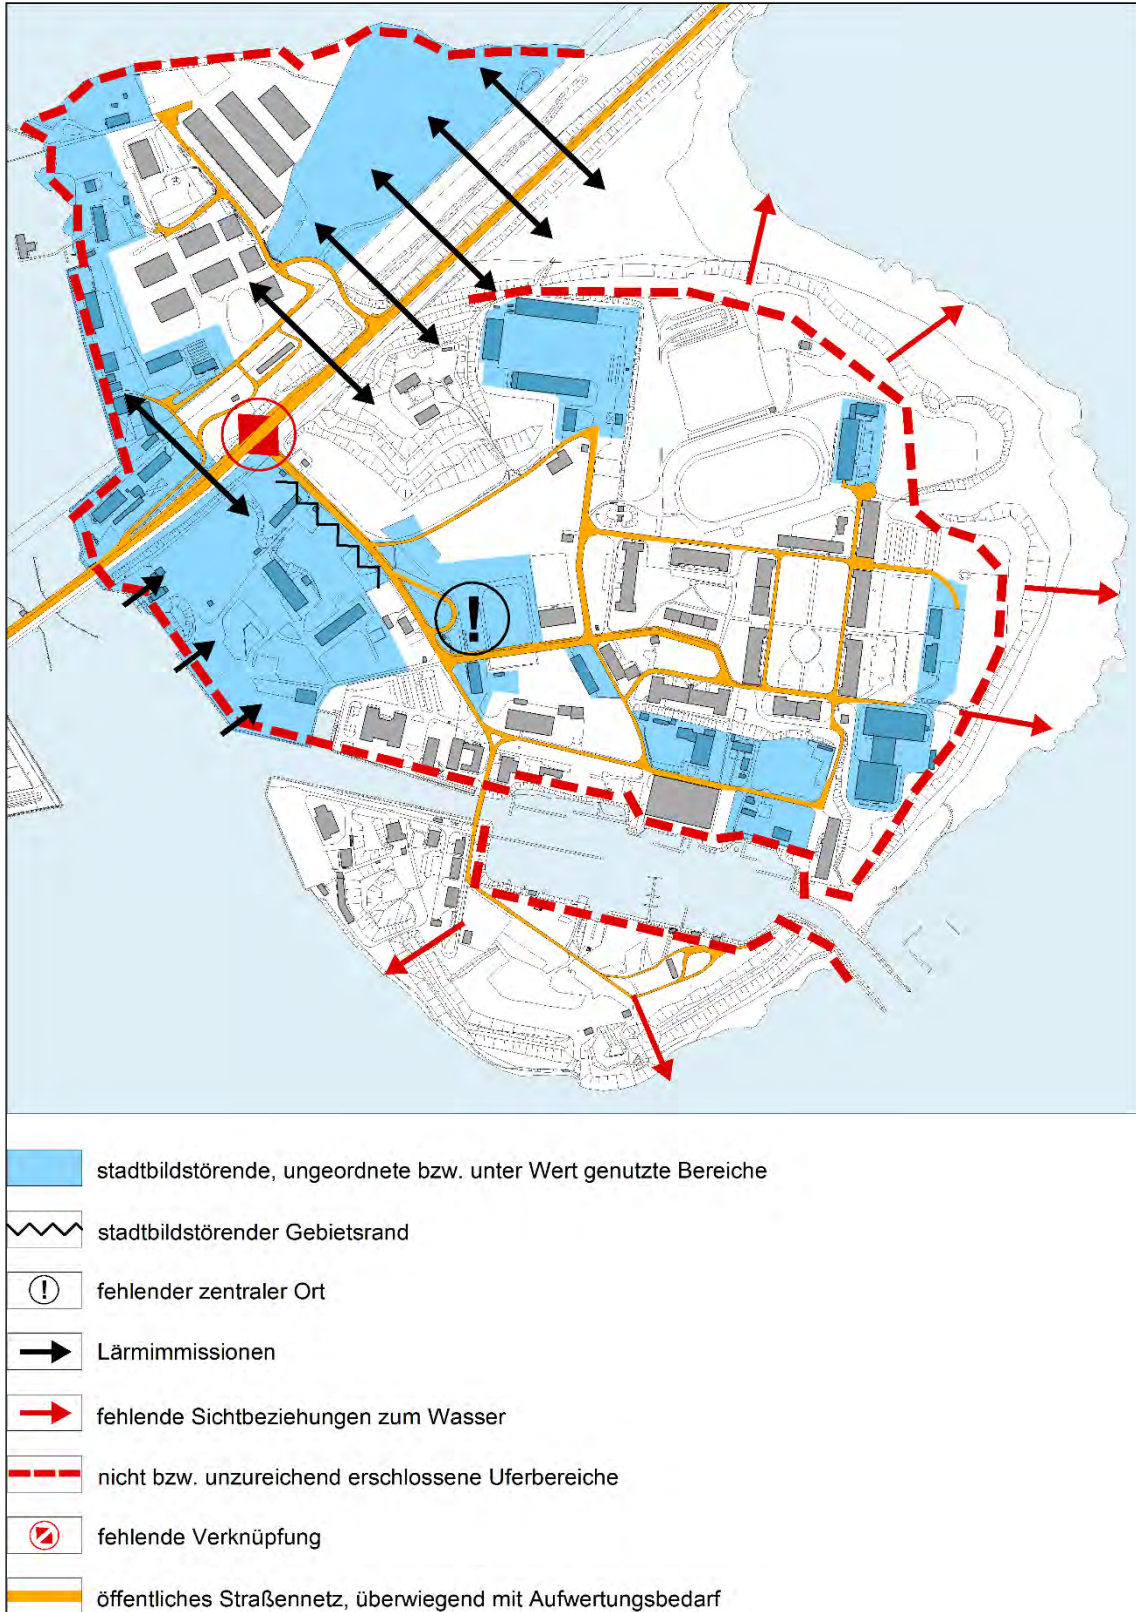 !
stadtbildstörende, ungeordnete bzw. unter Wert genutzte Bereiche
stadtbildstörender Gebietsrand
! fehlender zentraler Ort
Lärmimmissionen
fehlende Sichtbeziehungen zum Wasser
nicht bzw. unzureichend erschlossene Uferbereiche
fehlende Verknüpfung
öffentliches Straßennetz, überwiegend mit Aufwertungsbedarf